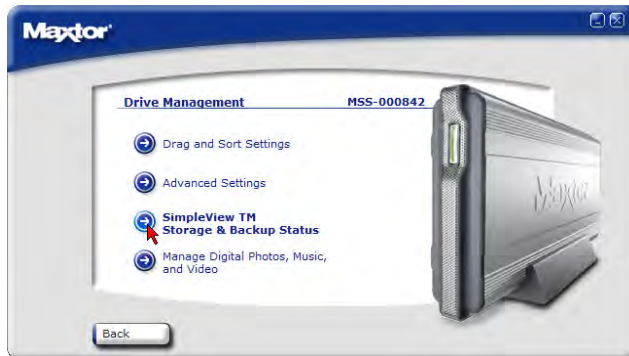 Maxtor
Drive Management MSS-000842
Drag and Sort Settings
Advanced Settings
SimpleView TM
Storage & Backup Status
Manage Digital Photos, Music,
and Video
Maxtor
Back